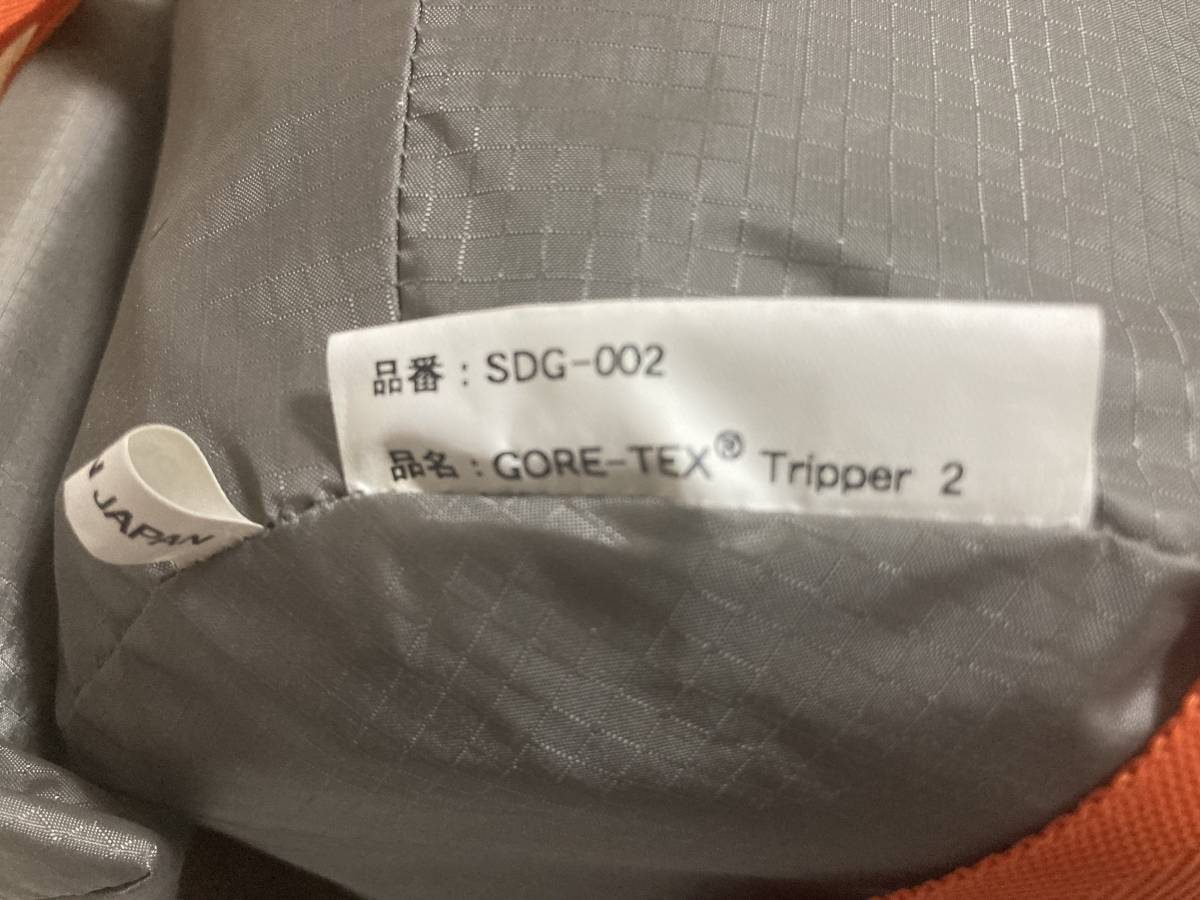 品番：SDG-002
品名：GORE-TEX® Tripper 2
N JAPAN